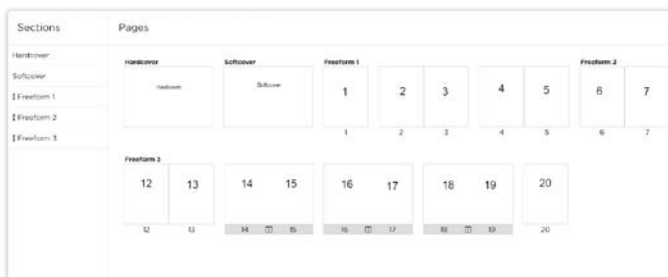 Sections
Pages
Hardcover
Softcover
Freeform 1
Freeform 2
Freeform 3
Hardcover
Softcover
Freeform 1
Freeform 2
Hardcover
Softcover
1
2
3
4
5
6
7
1
2
3
4
5
6
7
Freeform 3
12
13
14
15
16
17
18
19
20
12
13
14
15
16
17
18
19
20